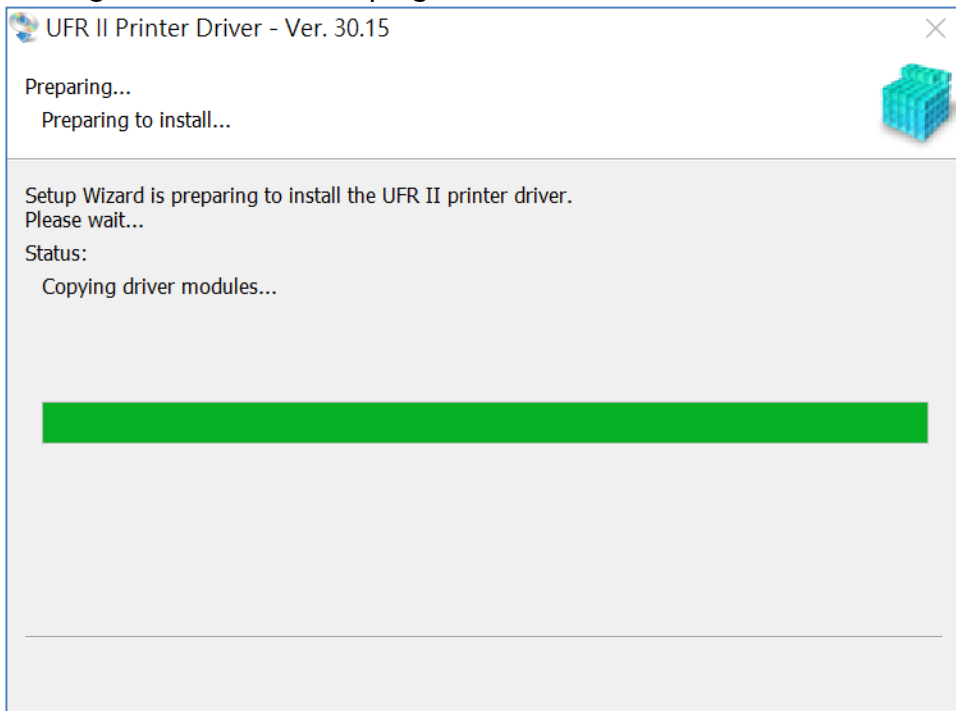 UFR II Printer Driver - Ver. 30.15
Preparing...
Preparing to install...
Setup Wizard is preparing to install the UFR II printer driver.
Please wait...
Status:
Copying driver modules...